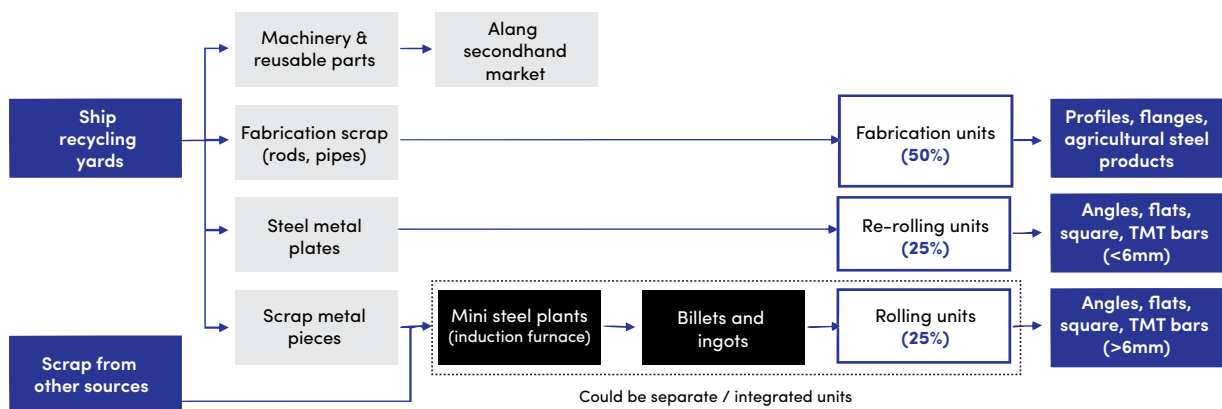 Machinery &
reusable parts
Alang
secondhand
market
Ship
recycling
yards
Fabrication scrap
(rods, pipes)
Fabrication units
(50%)
Profiles, flanges,
agricultural steel
products
Steel metal
plates
Re-rolling units
(25%)
Angles, flats,
square, TMT bars
(<6mm)
Scrap metal
pieces
Mini steel plants
(induction furnace)
Billets and
ingots
Rolling units
(25%)
Angles, flats,
square, TMT bars
(>6mm)
Scrap from
other sources
Could be separate / integrated units